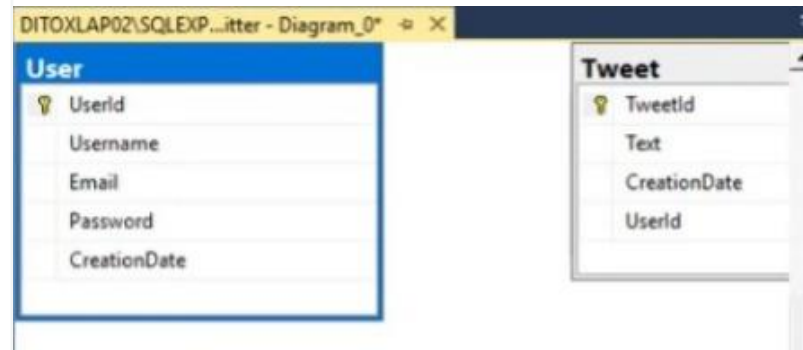 DITOXLAP02\SQLEXP...itter - Diagram_0*
User
UserId
Username
Email
Password
CreationDate
Tweet
TweetId
Text
CreationDate
UserId